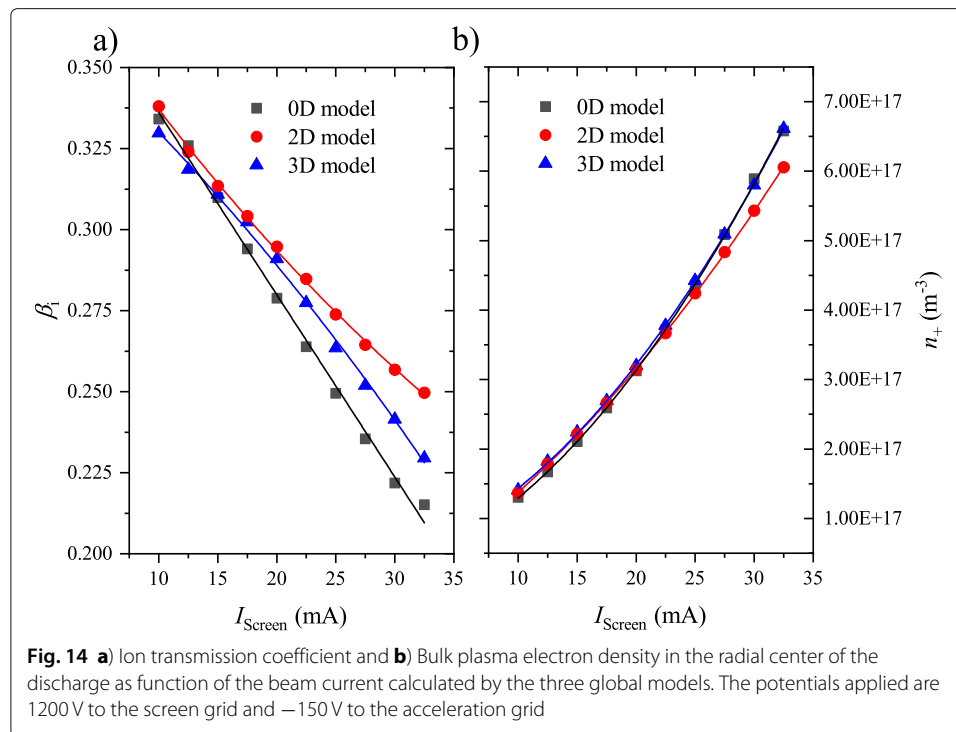 a)
b)
0.350
0.325
0.300
0.275
0.250
0.225
0.200
βi
0D model
2D model
3D model
10 15 20 25 30 35
IScreen (mA)
0D model
2D model
3D model
7.00E+17
6.00E+17
5.00E+17
4.00E+17
3.00E+17
2.00E+17
1.00E+17
n+ (m-3)
10 15 20 25 30 35
IScreen (mA)
Fig. 14 a) Ion transmission coefficient and b) Bulk plasma electron density in the radial center of the
discharge as function of the beam current calculated by the three global models. The potentials applied are
1200 V to the screen grid and −150 V to the acceleration grid